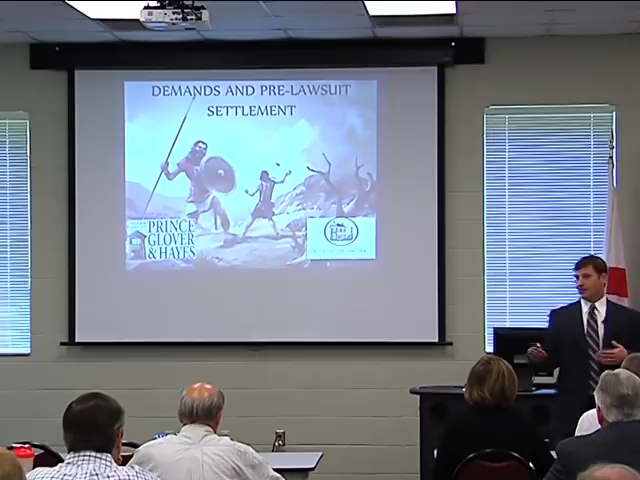 DEMANDS AND PRE-LAWSUIT
SETTLEMENT
PRINCE
GLOVER
& HAYES